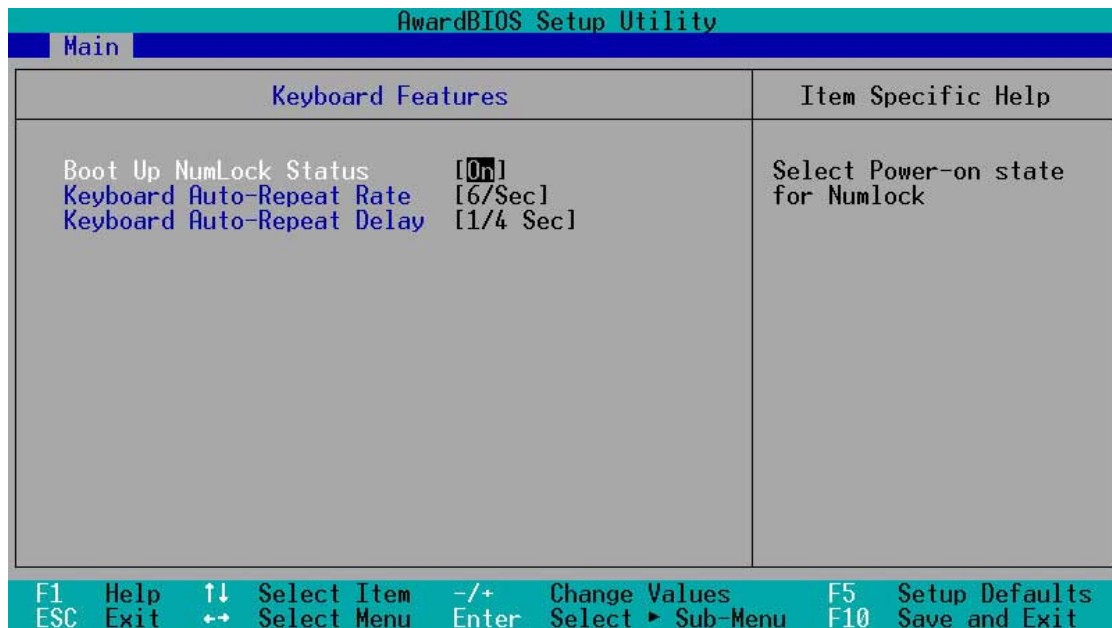 AwardBIOS Setup Utility
Main
Keyboard Features
Item Specific Help
Boot Up NumLock Status [On]
Keyboard Auto-Repeat Rate [6/Sec]
Keyboard Auto-Repeat Delay [1/4 Sec]
Select Power-on state
for Numlock
F1 Help ↑↓ Select Item -/+ Change Values F5 Setup Defaults
ESC Exit ←→ Select Menu Enter Select ► Sub-Menu F10 Save and Exit